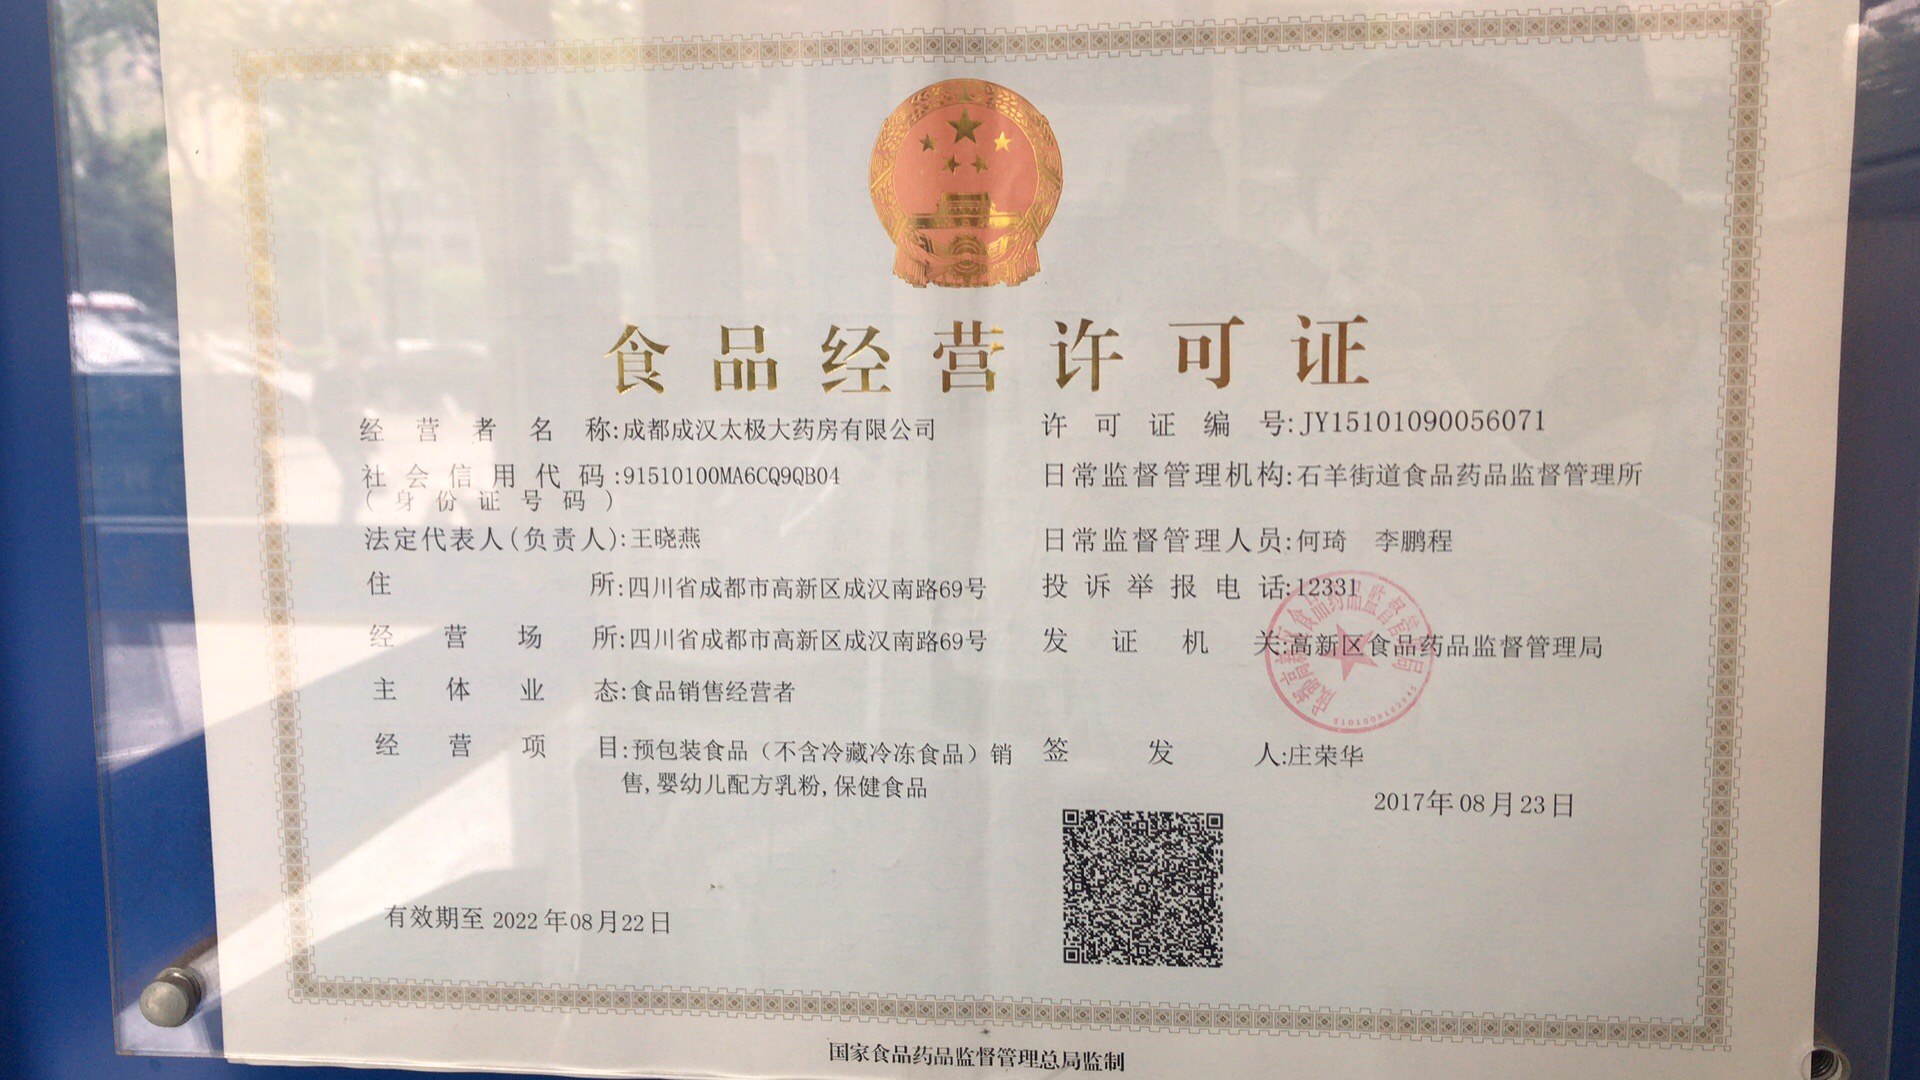 食品经营许可证
经营者名称:成都成汉太极大药房有限公司
社会信用代码:91510100MA6CQ9QB04
(身份证号码)
法定代表人(负责人):王晓燕
住所:四川省成都市高新区成汉南路69号
经营场所:四川省成都市高新区成汉南路69号
主体业态:食品销售经营者
经营项目:预包装食品（不含冷藏冷冻食品）销
售,婴幼儿配方乳粉,保健食品
有效期至 2022年08月22日
许可证编号:JY15101090056071
日常监督管理机构:石羊街道食品药品监督管理所
日常监督管理人员:何琦 李鹏程
投诉举报电话:12331
发证机关:高新区食品药品监督管理局
签发人:庄荣华
2017年08月23日
国家食品药品监督管理总局监制